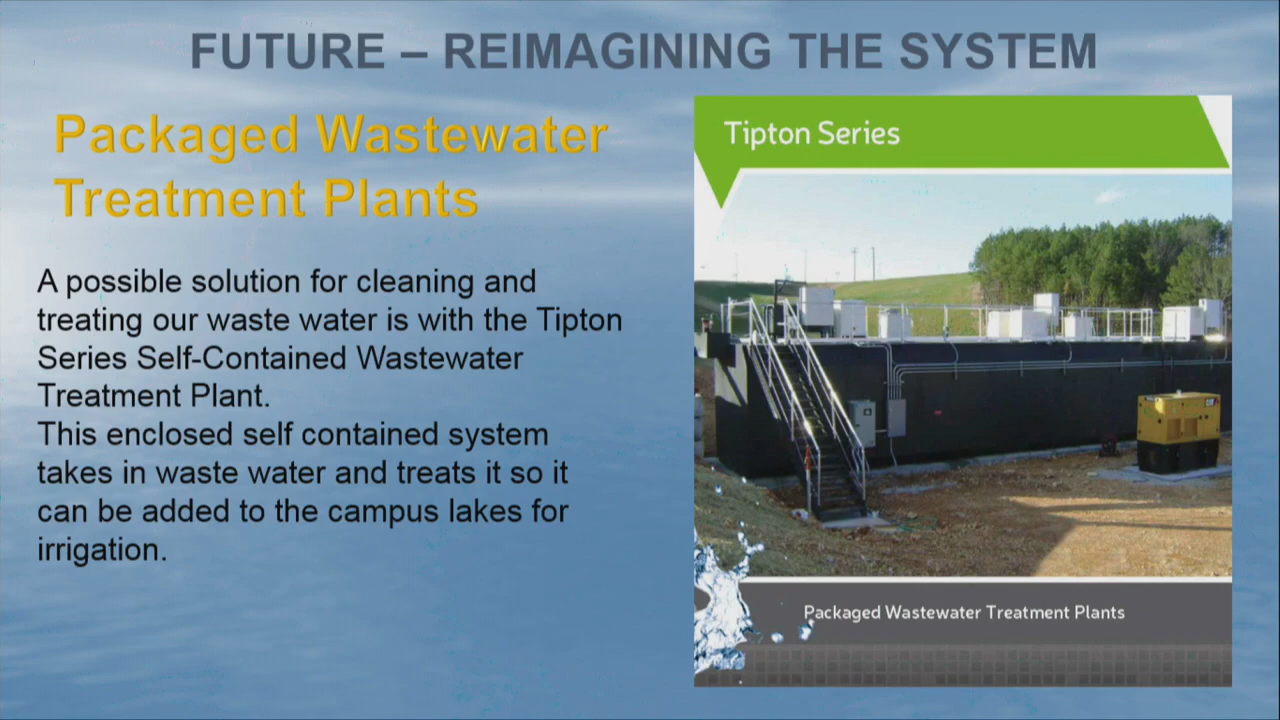 FUTURE – REIMAGINING THE SYSTEM
Packaged Wastewater
Treatment Plants
A possible solution for cleaning and
treating our waste water is with the Tipton
Series Self-Contained Wastewater
Treatment Plant.
This enclosed self contained system
takes in waste water and treats it so it
can be added to the campus lakes for
irrigation.
Tipton Series
CAT
Packaged Wastewater Treatment Plants